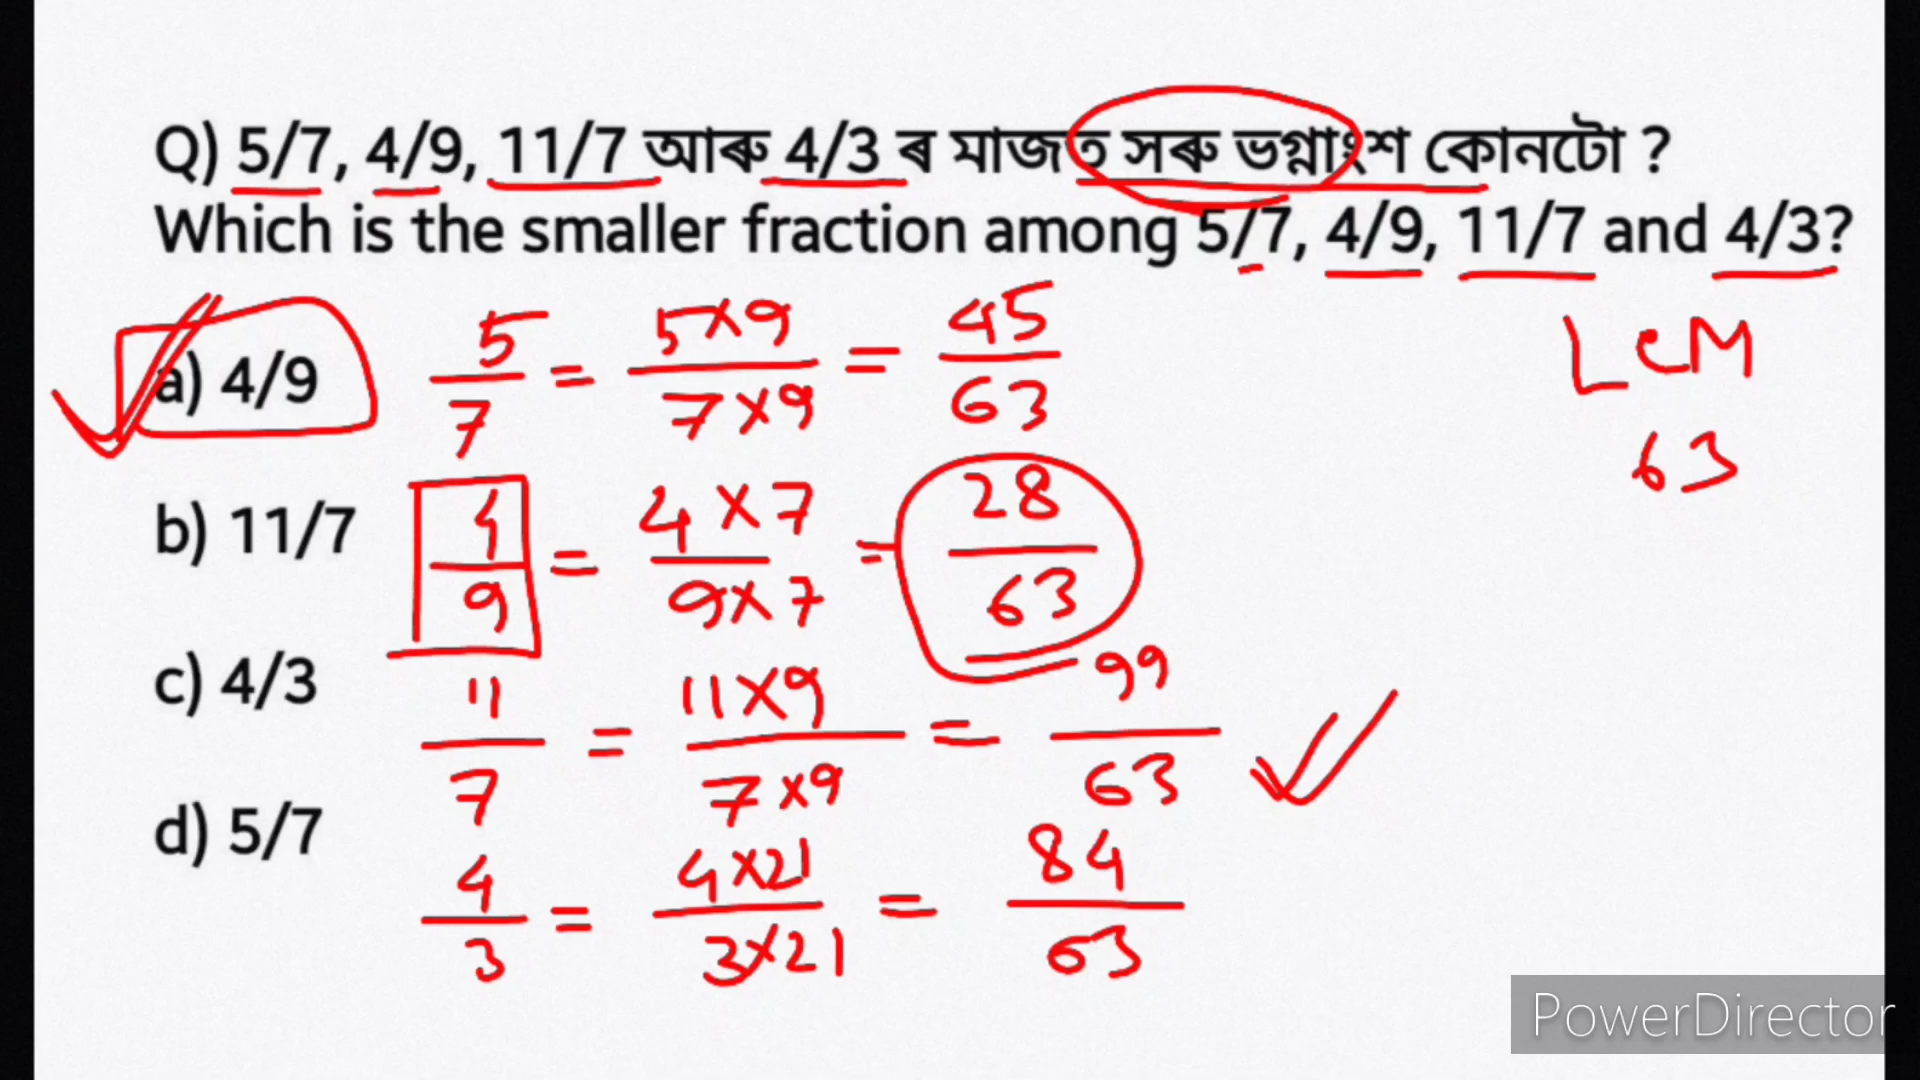 Q) 5/7, 4/9, 11/7 আৰু 4/3 ৰ মাজত সৰু ভগ্নাংশ কোনটো ?
Which is the smaller fraction among 5/7, 4/9, 11/7 and 4/3?
LCM
63
a) 4/9
5/7 = 5×9/7×9 = 45/63
b) 11/7
4/9 = 4×7/9×7 = 28/63
c) 4/3
11/7 = 11×9/7×9 = 99/63
d) 5/7
4/3 = 4×21/3×21 = 84/63
PowerDirector